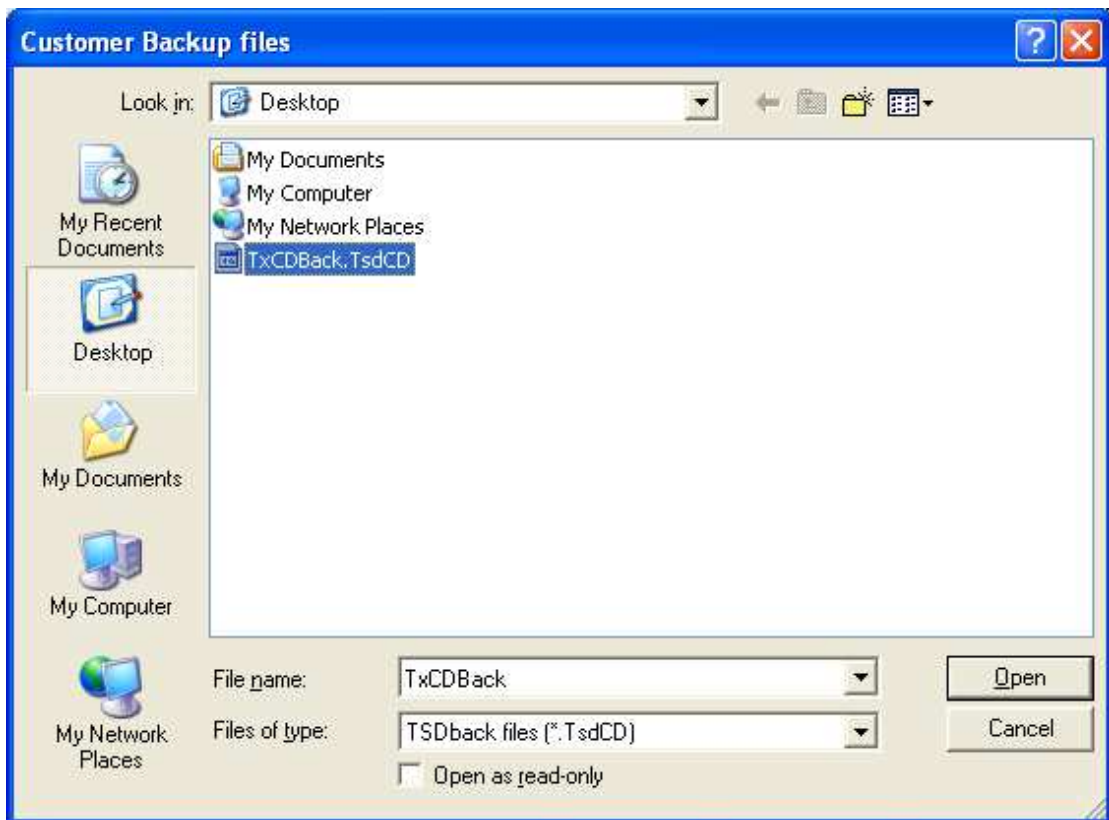 Customer Backup files
Look in: Desktop
My Documents
My Computer
My Network Places
TxCDBack.TsdCD
My Recent
Documents
Desktop
My Documents
My Computer
My Network
Places
File name: TxCDBack Open
Files of type: TSDback files (*.TsdCD) Cancel
Open as read-only